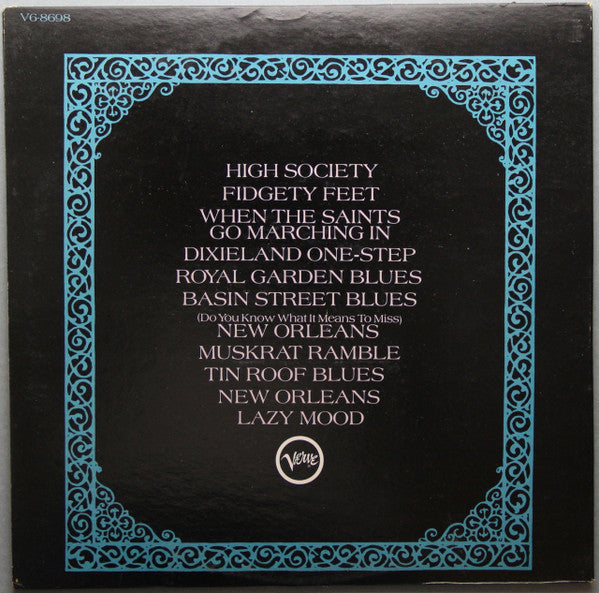 V6-8698
HIGH SOCIETY
FIDGETY FEET
WHEN THE SAINTS
GO MARCHING IN
DIXIELAND ONE-STEP
ROYAL GARDEN BLUES
BASIN STREET BLUES
(Do You Know What It Means To Miss)
NEW ORLEANS
MUSKRAT RAMBLE
TIN ROOF BLUES
NEW ORLEANS
LAZY MOOD
Verve